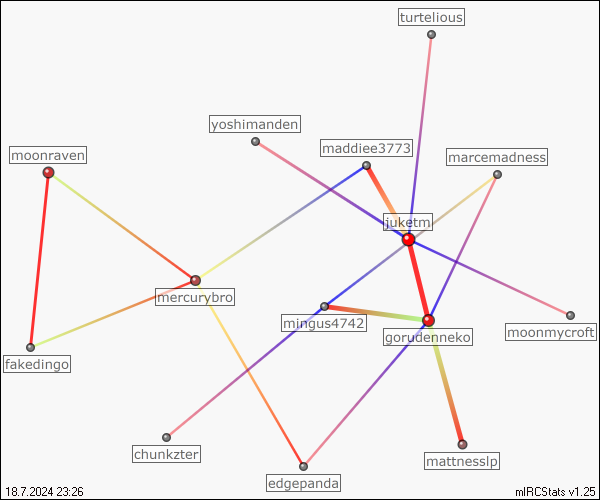 turtelious
yoshimanden
maddiee3773
moonraven
marcemadness
juketm
mercurybro
mingus4742
gorudenneko
moonmycroft
fakedingo
chunkzter
mattnesslp
edgepanda
18.7.2024 23:26
mIRCStats v1.25